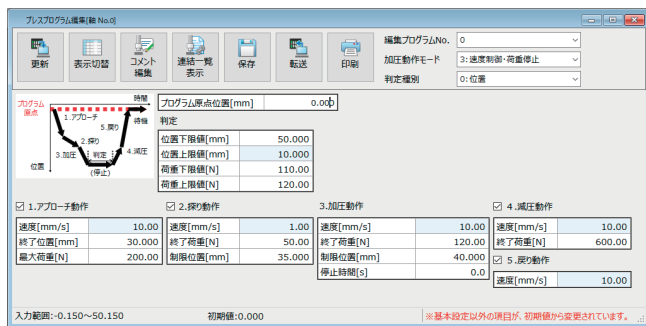 プレスプログラム編集[軸 No.0]
更新
表示切替
コメント
編集
連結一覧
表示
保存
転送
印刷
編集プログラムNo. 0
加圧動作モード 3:速度制御・荷重停止
判定種別 0:位置
プログラム
原点
時間
待機
1.アプローチ
5.戻り
2.探り
3.加圧
判定
4.減圧
位置
(停止)
プログラム原点位置[mm] 0.000
判定
位置下限値[mm] 50.000
位置上限値[mm] 10.000
荷重下限値[N] 110.00
荷重上限値[N] 120.00
1.アプローチ動作
速度[mm/s] 10.00
終了位置[mm] 30.000
最大荷重[N] 200.00
2.探り動作
速度[mm/s] 1.00
終了荷重[N] 50.00
制限位置[mm] 35.000
3.加圧動作
速度[mm/s] 10.00
終了荷重[N] 120.00
制限位置[mm] 40.000
停止時間[s] 0.0
4.減圧動作
速度[mm/s] 10.00
終了荷重[N] 600.00
5.戻り動作
速度[mm/s] 10.00
入力範囲:-0.150～50.150
初期値:0.000
※基本設定以外の項目が、初期値から変更されています。